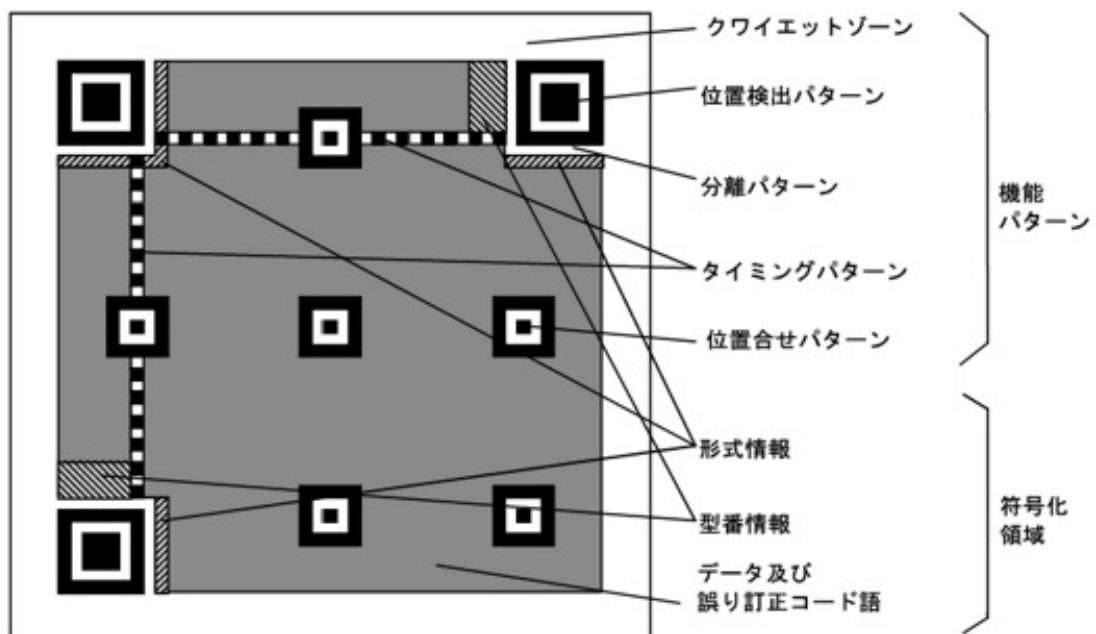 クワイエットゾーン
位置検出パターン
分離パターン
タイミングパターン
位置合せパターン
機能
パターン
形式情報
型番情報
データ及び
誤り訂正コード語
符号化
領域